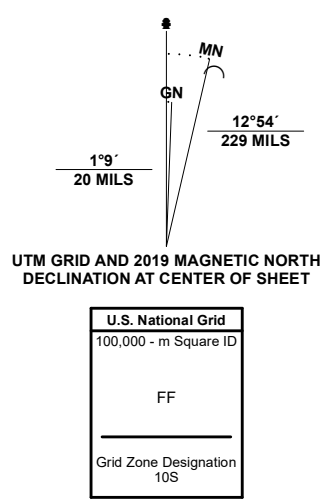 MN
GN
12°54´
229 MILS
1°9´
20 MILS
UTM GRID AND 2019 MAGNETIC NORTH
DECLINATION AT CENTER OF SHEET
U.S. National Grid
100,000 - m Square ID
FF
Grid Zone Designation
10S